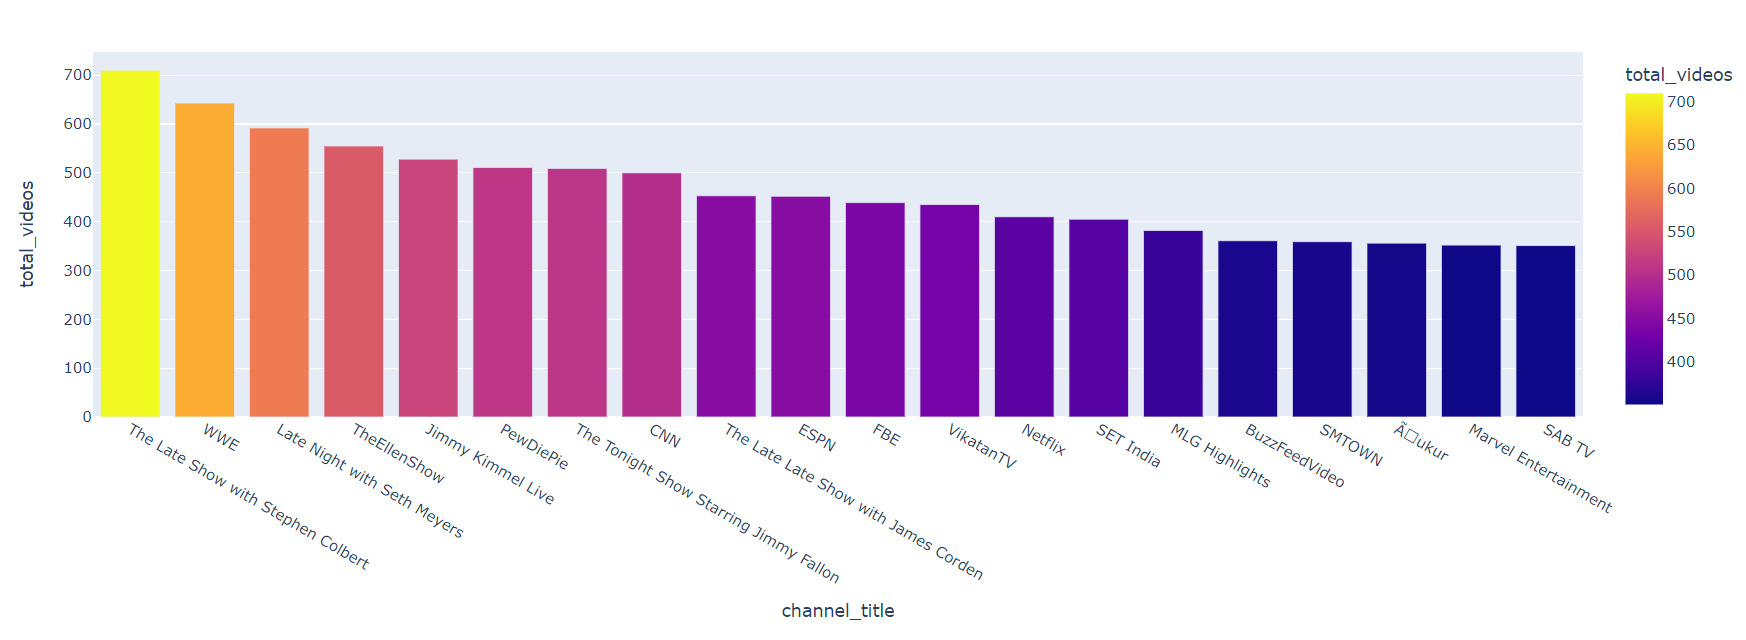 700
600
500
400
300
200
100
0
total_videos
The Late Show with Stephen Colbert
WWE
Late Night with Seth Meyers
TheEllenShow
Jimmy Kimmel Live
PewDiePie
The Tonight Show Starring Jimmy Fallon
CNN
The Late Late Show with James Corden
ESPN
FBE
VikatanTV
Netflix
SET India
MLG Highlights
BuzzFeedVideo
SMTOWN
Ã□ukur
Marvel Entertainment
SAB TV
channel_title
total_videos
700
650
600
550
500
450
400